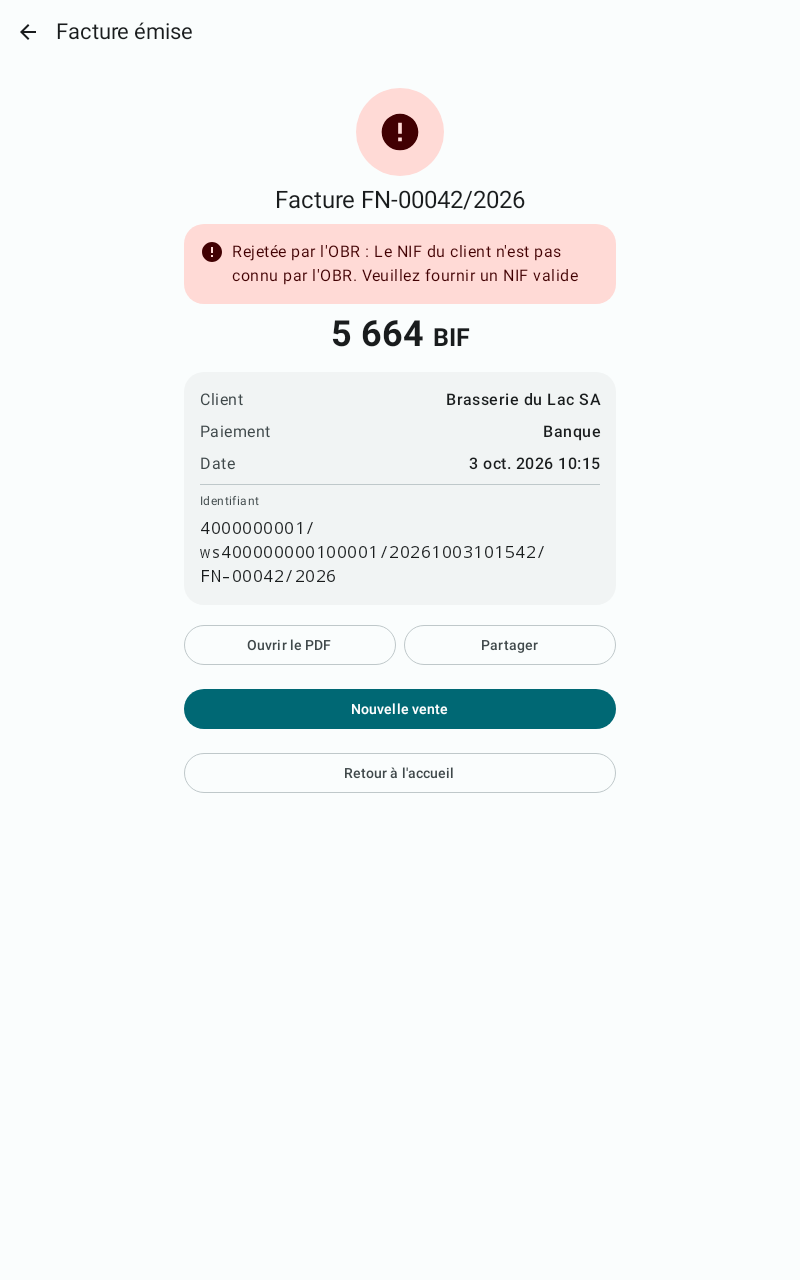 Facture émise
Facture FN-00042/2026
Rejetée par l'OBR : Le NIF du client n'est pas
connu par l'OBR. Veuillez fournir un NIF valide
5 664 BIF
Client Brasserie du Lac SA
Paiement Banque
Date 3 oct. 2026 10:15
Identifiant
4000000001/
ws400000000100001/20261003101542/
FN-00042/2026
Ouvrir le PDF Partager
Nouvelle vente
Retour à l'accueil